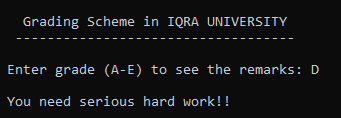 Grading Scheme in IQRA UNIVERSITY
-----------------------------------
Enter grade (A-E) to see the remarks: D
You need serious hard work!!